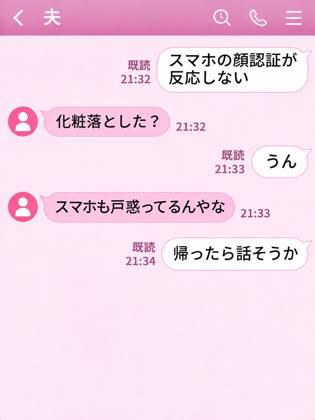 夫
スマホの顔認証が
反応しない
既読
21:32
化粧落とした？
21:32
うん
既読
21:33
スマホも戸惑ってるんやな
21:33
帰ったら話そうか
既読
21:34